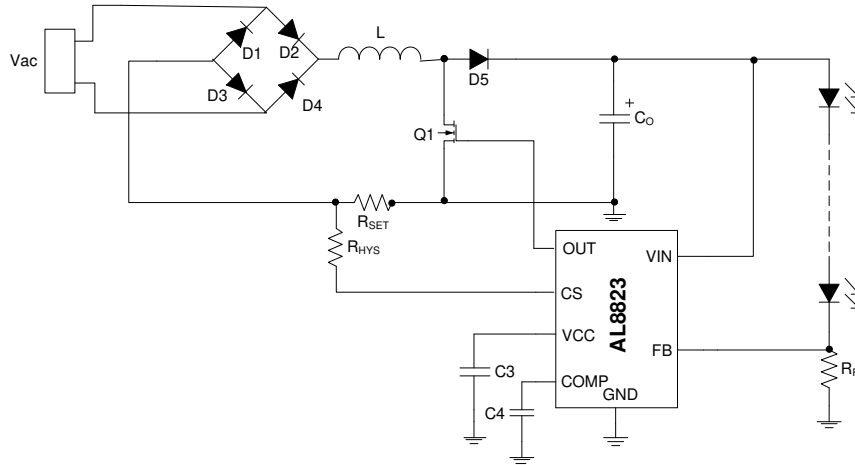 L
D1
D2
Vac
D5
D3
D4
+
Q1
CO
RSET
RHYS
OUT
VIN
CS
AL8823
VCC
FB
C3
COMP
C4
GND